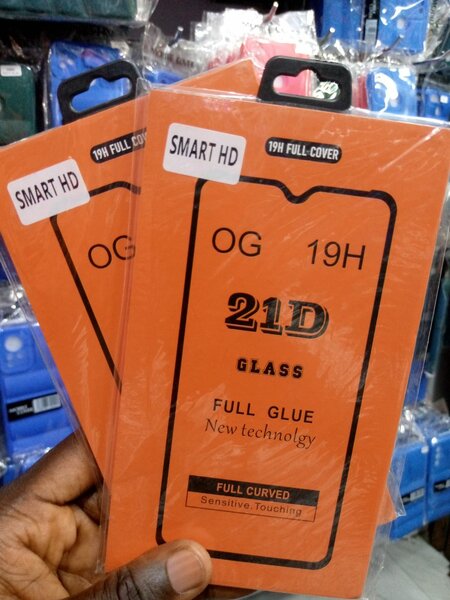 19H FULL COVER
SMART HD
OG 19H
21D
GLASS
FULL GLUE
New technolgy
FULL CURVED
Sensitive.Touching
19H FULL COVER
SMART HD
OG